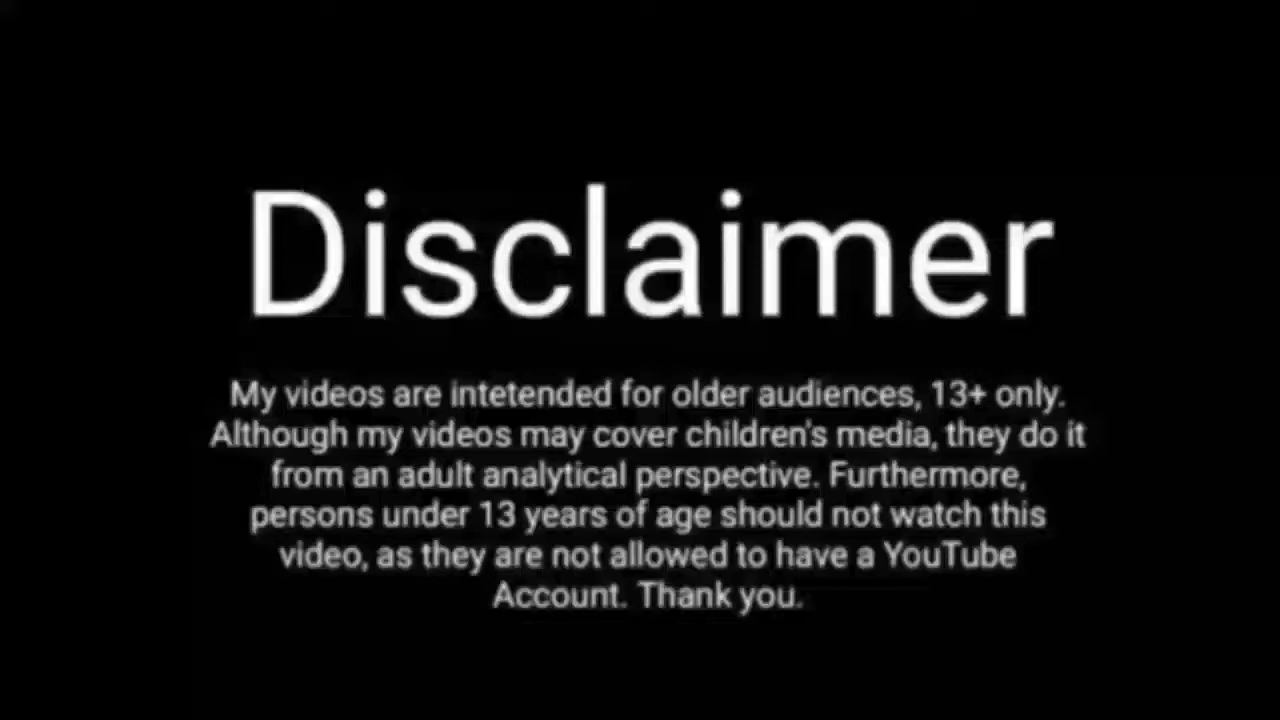 Disclaimer
My videos are intetended for older audiences, 13+ only.
Although my videos may cover children's media, they do it
from an adult analytical perspective. Furthermore,
persons under 13 years of age should not watch this
video, as they are not allowed to have a YouTube
Account. Thank you.